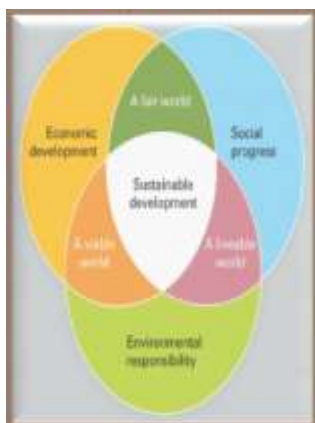 A fair world
Economic
development
Social
progress
Sustainable
development
A viable
world
A liveable
world
Environmental
responsibility